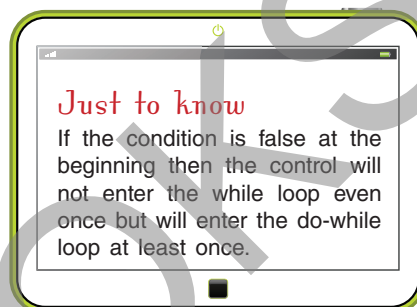 Just to know
If the condition is false at the
beginning then the control will
not enter the while loop even
once but will enter the do-while
loop at least once.